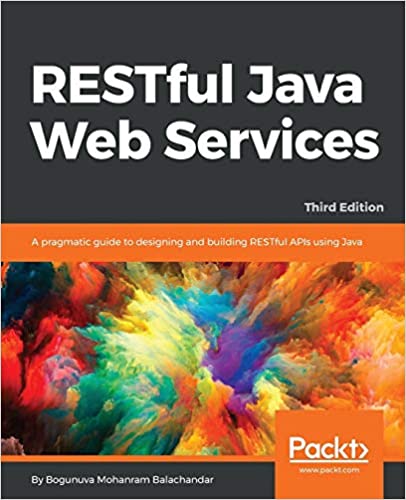 RESTful Java
Web Services
Third Edition
A pragmatic guide to designing and building RESTful APIs using Java
Packt>
www.packt.com
By Bogunuva Mohanram Balachandar